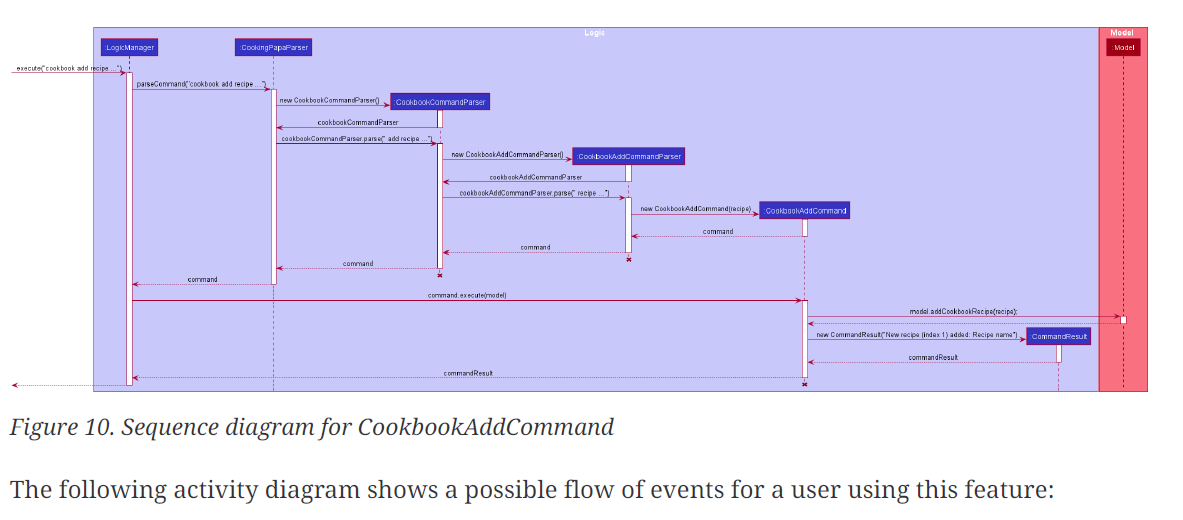 Logic
Model
:LogicManager
:CookingPapaParser
:Model
execute("cookbook add recipe ...")
parseCommand("cookbook add recipe ...")
new CookbookCommandParser()
:CookbookCommandParser
cookbookCommandParser
cookbookCommandParser.parse(" add recipe ...")
new CookbookAddCommandParser()
:CookbookAddCommandParser
cookbookAddCommandParser
cookbookAddCommandParser.parse(" recipe ...")
new CookbookAddCommand(recipe)
:CookbookAddCommand
command
command
command
command
command.execute(model)
model.addCookbookRecipe(recipe);
new CommandResult("New recipe (index 1) added: Recipe name")
:CommandResult
commandResult
commandResult
Figure 10. Sequence diagram for CookbookAddCommand
The following activity diagram shows a possible flow of events for a user using this feature: